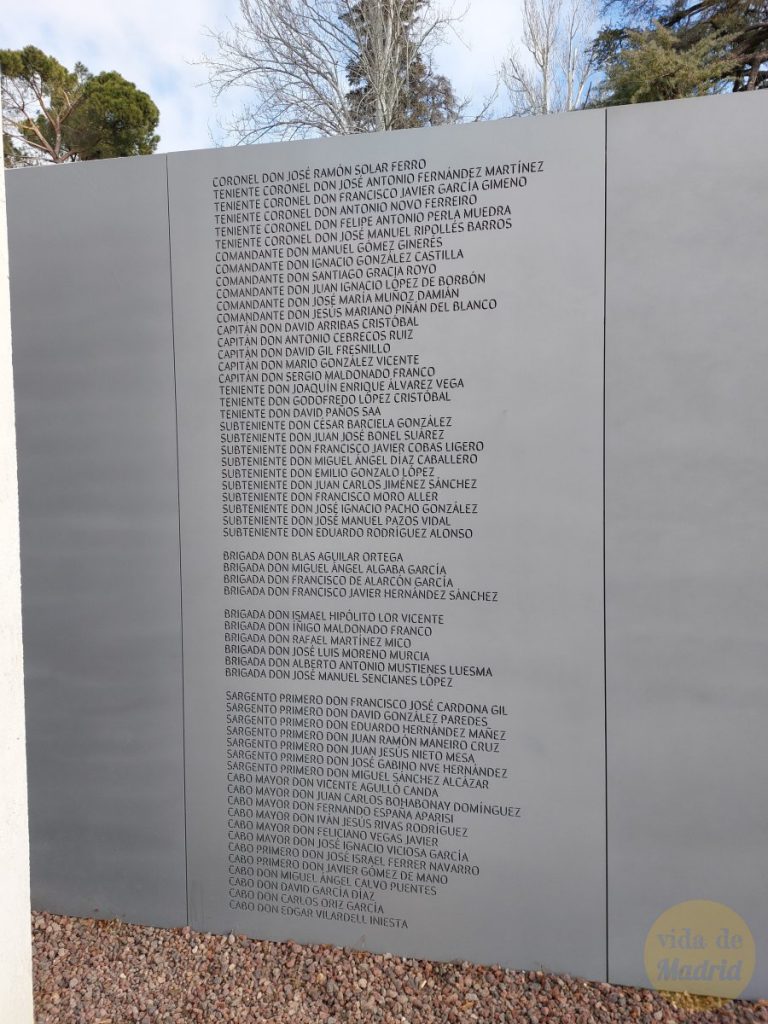 CORONEL DON JOSÉ RAMÓN SOLAR FERRO
TENIENTE CORONEL DON JOSÉ ANTONIO FERNÁNDEZ MARTÍNEZ
TENIENTE CORONEL DON FRANCISCO JAVIER GARCÍA GIMENO
TENIENTE CORONEL DON ANTONIO NOVO FERREIRO
TENIENTE CORONEL DON FELIPE ANTONIO PERLA MUEDRA
TENIENTE CORONEL DON JOSÉ MANUEL RIPOLLÉS BARROS
COMANDANTE DON MANUEL GÓMEZ GINERÉS
COMANDANTE DON IGNACIO GONZÁLEZ CASTILLA
COMANDANTE DON SANTIAGO GRACIA ROYO
COMANDANTE DON JUAN IGNACIO LÓPEZ DE BORBÓN
COMANDANTE DON JOSÉ MARÍA MUÑOZ DAMIÁN
COMANDANTE DON JESÚS MARIANO PIÑÁN DEL BLANCO
CAPITÁN DON DAVID ARRIBAS CRISTÓBAL
CAPITÁN DON ANTONIO CEBRECOS RUIZ
CAPITÁN DON DAVID GIL FRESNILLO
CAPITÁN DON MARIO GONZÁLEZ VICENTE
CAPITÁN DON SERGIO MALDONADO FRANCO
TENIENTE DON JOAQUÍN ENRIQUE ÁLVAREZ VEGA
TENIENTE DON GODOFREDO LÓPEZ CRISTÓBAL
TENIENTE DON DAVID PAÑOS SAA
SUBTENIENTE DON CÉSAR BARCIELA GONZÁLEZ
SUBTENIENTE DON JUAN JOSÉ BONEL SUÁREZ
SUBTENIENTE DON FRANCISCO JAVIER COBAS LIGERO
SUBTENIENTE DON MIGUEL ÁNGEL DÍAZ CABALLERO
SUBTENIENTE DON EMILIO GONZALO LÓPEZ
SUBTENIENTE DON JUAN CARLOS JIMÉNEZ SÁNCHEZ
SUBTENIENTE DON FRANCISCO MORO ALLER
SUBTENIENTE DON JOSÉ IGNACIO PACHO GONZÁLEZ
SUBTENIENTE DON JOSÉ MANUEL PAZOS VIDAL
SUBTENIENTE DON EDUARDO RODRÍGUEZ ALONSO
BRIGADA DON BLAS AGUILAR ORTEGA
BRIGADA DON MIGUEL ÁNGEL ALGABA GARCÍA
BRIGADA DON FRANCISCO DE ALARCÓN GARCÍA
BRIGADA DON FRANCISCO JAVIER HERNÁNDEZ SÁNCHEZ
BRIGADA DON ISMAEL HIPÓLITO LOR VICENTE
BRIGADA DON ÍÑIGO MALDONADO FRANCO
BRIGADA DON RAFAEL MARTÍNEZ MICO
BRIGADA DON JOSÉ LUIS MORENO MURCIA
BRIGADA DON ALBERTO ANTONIO MUSTIENES LUESMA
BRIGADA DON JOSÉ MANUEL SENCIANES LÓPEZ
SARGENTO PRIMERO DON FRANCISCO JOSÉ CARDONA GIL
SARGENTO PRIMERO DON DAVID GONZÁLEZ PAREDES
SARGENTO PRIMERO DON EDUARDO HERNÁNDEZ MÁÑEZ
SARGENTO PRIMERO DON JUAN RAMÓN MANEIRO CRUZ
SARGENTO PRIMERO DON JUAN JESÚS NIETO MESA
SARGENTO PRIMERO DON JOSÉ GABINO NVE HERNÁNDEZ
SARGENTO PRIMERO DON MIGUEL SÁNCHEZ ALCÁZAR
CABO MAYOR DON VICENTE AGULLÓ CANDA
CABO MAYOR DON JUAN CARLOS BOHABONAY DOMÍNGUEZ
CABO MAYOR DON FERNANDO ESPAÑA APARISI
CABO MAYOR DON IVÁN JESÚS RIVAS RODRÍGUEZ
CABO MAYOR DON FELICIANO VEGAS JAVIER
CABO MAYOR DON JOSÉ IGNACIO VICIOSA GARCÍA
CABO PRIMERO DON JOSÉ ISRAEL FERRER NAVARRO
CABO PRIMERO DON JAVIER GÓMEZ DE MANO
CABO DON MIGUEL ÁNGEL CALVO PUENTES
CABO DON DAVID GARCÍA DÍAZ
CABO DON CARLOS ORIZ GARCÍA
CABO DON EDGAR VILARDELL INIESTA
vida de
Madrid